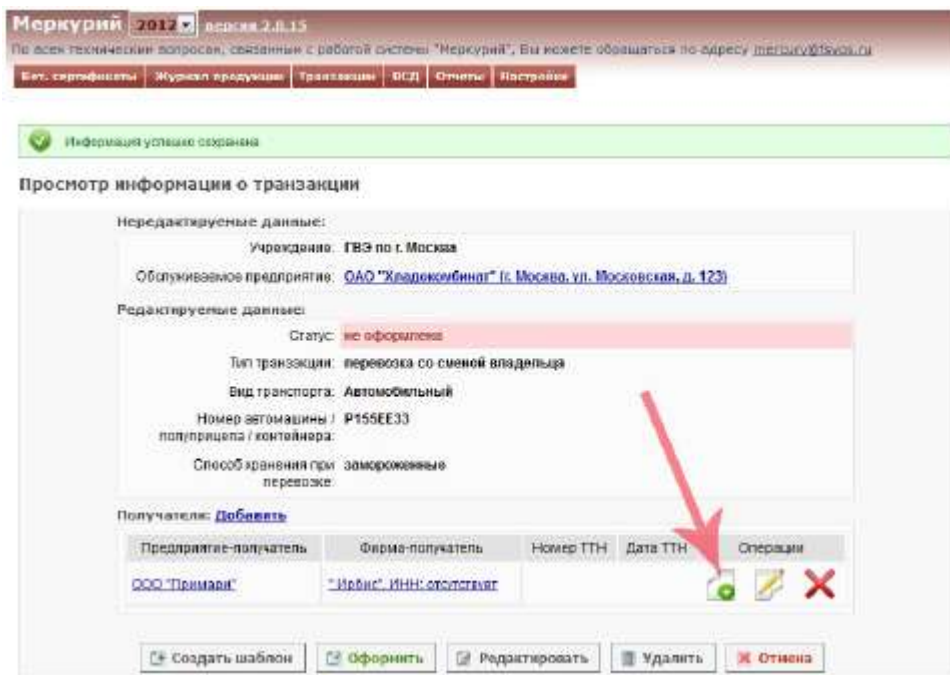 Меркурий 2012 версия 2.0.15
По всем техническим вопросам, связанным с работой системы "Меркурий", Вы можете обращаться по адресу mercury@fsvps.ru
Вет. сертификаты Журнал продукции Транзакции ВСД Отчеты Настройки
Информация успешно сохранена
Просмотр информации о транзакции
Нередактируемые данные:
Учреждение: ГВЭ по г. Москва
Обслуживаемое предприятие: ОАО "Хладокомбинат" (г. Москва, ул. Московская, д. 123)
Редактируемые данные:
Статус: не оформлена
Тип транзакции: перевозка со сменой владельца
Вид транспорта: Автомобильный
Номер автомашины / P155EE33
полуприцепа / контейнера:
Способ хранения при замороженные
перевозке:
Получатели: Добавить
Предприятие-получатель Фирма-получатель Номер ТТН Дата ТТН Операции
ООО "Примари" "Ирбис", ИНН: отсутствует
Создать шаблон Оформить Редактировать Удалить Отмена